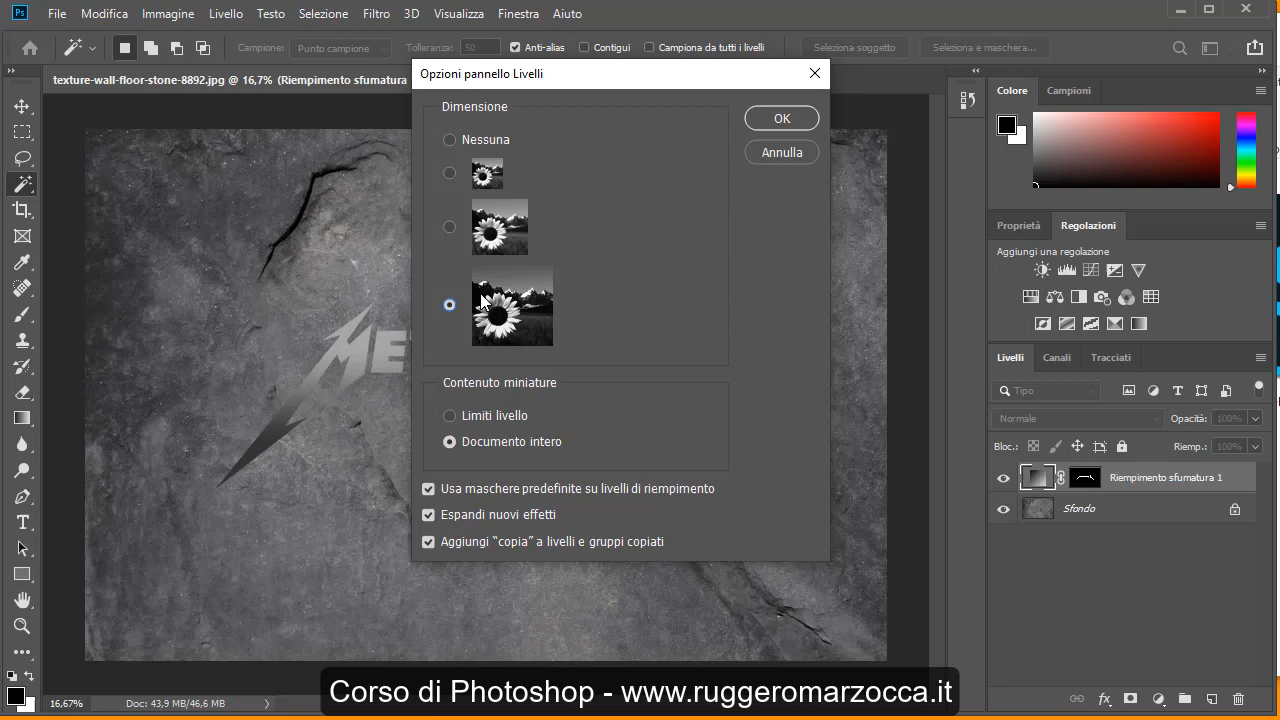 Ps File Modifica Immagine Livello Testo Selezione Filtro 3D Visualizza Finestra Aiuto
Campione: Punto campione Tolleranza: 50 Anti-alias Contigui Campiona da tutti i livelli Seleziona soggetto Seleziona e maschera...
texture-wall-floor-stone-8892.jpg @ 16,7% (Riempimento sfumatura
Opzioni pannello Livelli
Dimensione
Nessuna
OK
Annulla
Contenuto miniature
Limiti livello
Documento intero
Usa maschere predefinite su livelli di riempimento
Espandi nuovi effetti
Aggiungi “copia” a livelli e gruppi copiati
ME
Colore Campioni
Proprietà Regolazioni
Aggiungi una regolazione
Livelli Canali Tracciati
Tipo
Normale Opacità: 100%
Bloc.: Riemp.: 100%
Riempimento sfumatura 1
Sfondo
16,67% Doc: 43,9 MB/46,6 MB
Corso di Photoshop - www.ruggeromarzocca.it